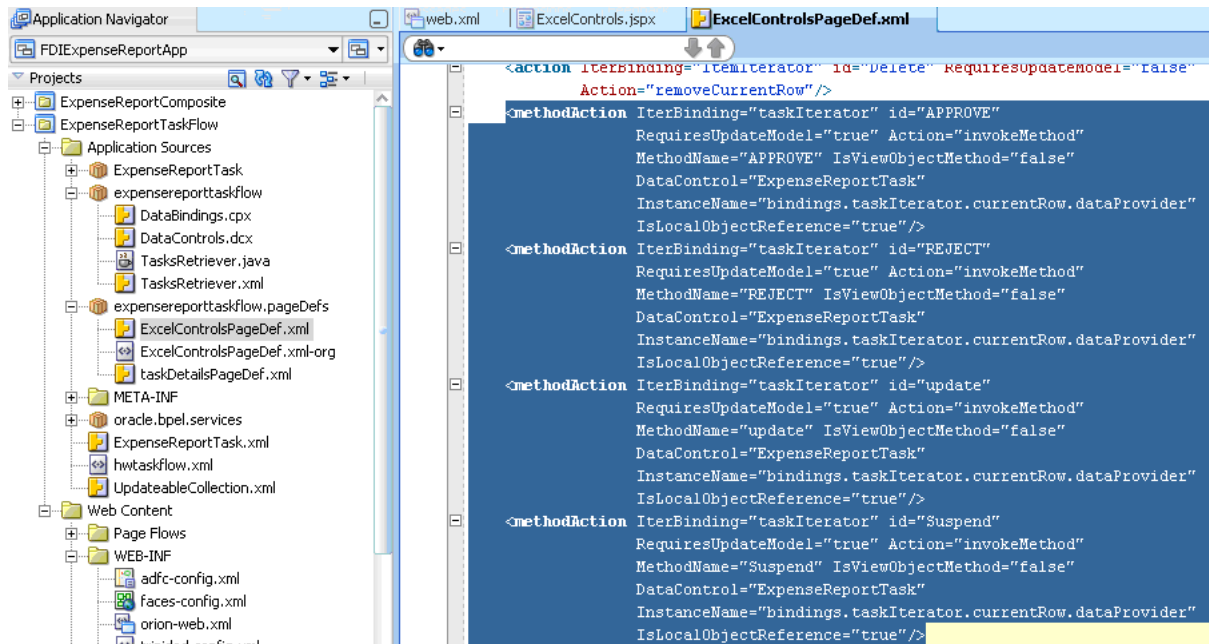 Application Navigator
FDIExpenseReportApp
Projects
ExpenseReportComposite
ExpenseReportTaskFlow
Application Sources
ExpenseReportTask
expensereporttaskflow
DataBindings.cpx
DataControls.dcx
TasksRetriever.java
TasksRetriever.xml
expensereporttaskflow.pageDefs
ExcelControlsPageDef.xml
ExcelControlsPageDef.xml-org
taskDetailsPageDef.xml
META-INF
oracle.bpel.services
ExpenseReportTask.xml
hwtaskflow.xml
UpdateableCollection.xml
Web Content
Page Flows
WEB-INF
adfc-config.xml
faces-config.xml
orion-web.xml
web.xml
ExcelControls.jspx
ExcelControlsPageDef.xml
<action IterBinding="ItemIterator" id="Delete" RequiresUpdateModel="false"
Action="removeCurrentRow"/>
<methodAction IterBinding="taskIterator" id="APPROVE"
RequiresUpdateModel="true" Action="invokeMethod"
MethodName="APPROVE" IsViewObjectMethod="false"
DataControl="ExpenseReportTask"
InstanceName="bindings.taskIterator.currentRow.dataProvider"
IsLocalObjectReference="true"/>
<methodAction IterBinding="taskIterator" id="REJECT"
RequiresUpdateModel="true" Action="invokeMethod"
MethodName="REJECT" IsViewObjectMethod="false"
DataControl="ExpenseReportTask"
InstanceName="bindings.taskIterator.currentRow.dataProvider"
IsLocalObjectReference="true"/>
<methodAction IterBinding="taskIterator" id="update"
RequiresUpdateModel="true" Action="invokeMethod"
MethodName="update" IsViewObjectMethod="false"
DataControl="ExpenseReportTask"
InstanceName="bindings.taskIterator.currentRow.dataProvider"
IsLocalObjectReference="true"/>
<methodAction IterBinding="taskIterator" id="Suspend"
RequiresUpdateModel="true" Action="invokeMethod"
MethodName="Suspend" IsViewObjectMethod="false"
DataControl="ExpenseReportTask"
InstanceName="bindings.taskIterator.currentRow.dataProvider"
IsLocalObjectReference="true"/>